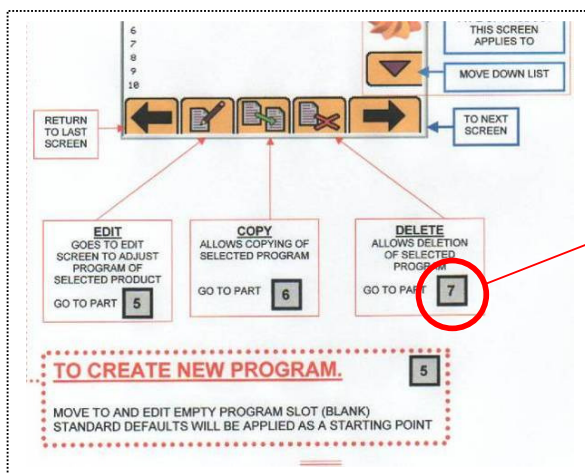 THIS SCREEN
APPLIES TO
6
7
8
9
10
MOVE DOWN LIST
RETURN
TO LAST
SCREEN
TO NEXT
SCREEN
EDIT
GOES TO EDIT
SCREEN TO ADJUST
PROGRAM OF
SELECTED PRODUCT
GO TO PART 5
COPY
ALLOWS COPYING OF
SELECTED PROGRAM
GO TO PART 6
DELETE
ALLOWS DELETION
OF SELECTED
PROGRAM
GO TO PART 7
TO CREATE NEW PROGRAM. 5
MOVE TO AND EDIT EMPTY PROGRAM SLOT (BLANK)
STANDARD DEFAULTS WILL BE APPLIED AS A STARTING POINT